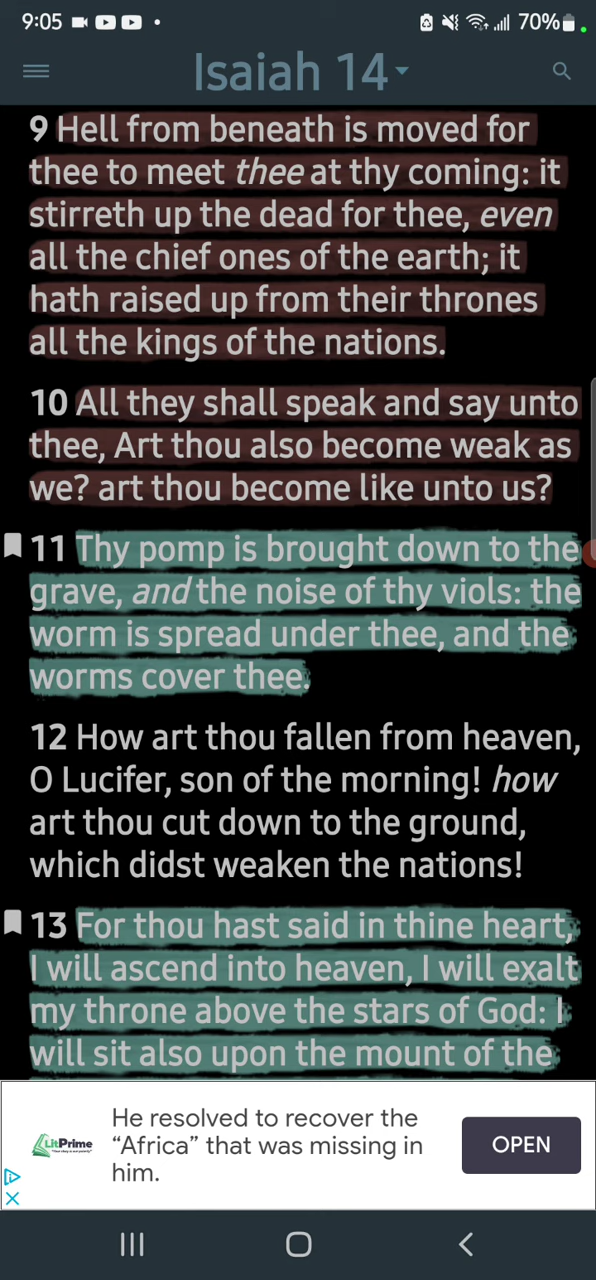 9:05
70%
Isaiah 14
9 Hell from beneath is moved for
thee to meet thee at thy coming: it
stirreth up the dead for thee, even
all the chief ones of the earth; it
hath raised up from their thrones
all the kings of the nations.
10 All they shall speak and say unto
thee, Art thou also become weak as
we? art thou become like unto us?
11 Thy pomp is brought down to the
grave, and the noise of thy viols: the
worm is spread under thee, and the
worms cover thee.
12 How art thou fallen from heaven,
O Lucifer, son of the morning! how
art thou cut down to the ground,
which didst weaken the nations!
13 For thou hast said in thine heart,
I will ascend into heaven, I will exalt
my throne above the stars of God: I
will sit also upon the mount of the
He resolved to recover the
“Africa” that was missing in
him.
LitPrime
OPEN